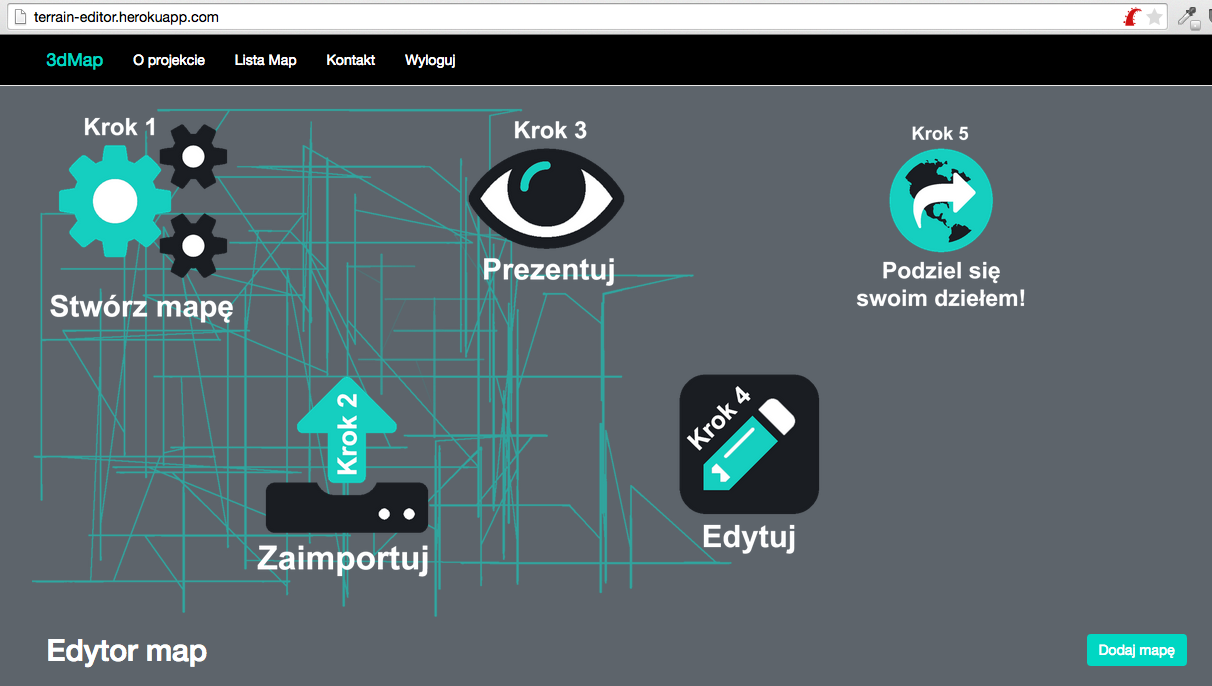 terrain-editor.herokuapp.com
3dMap O projekcie Lista Map Kontakt Wyloguj
Krok 1
Stwórz mapę
Krok 2
Zaimportuj
Krok 3
Prezentuj
Krok 4
Edytuj
Krok 5
Podziel się
swoim dziełem!
Edytor map
Dodaj mapę